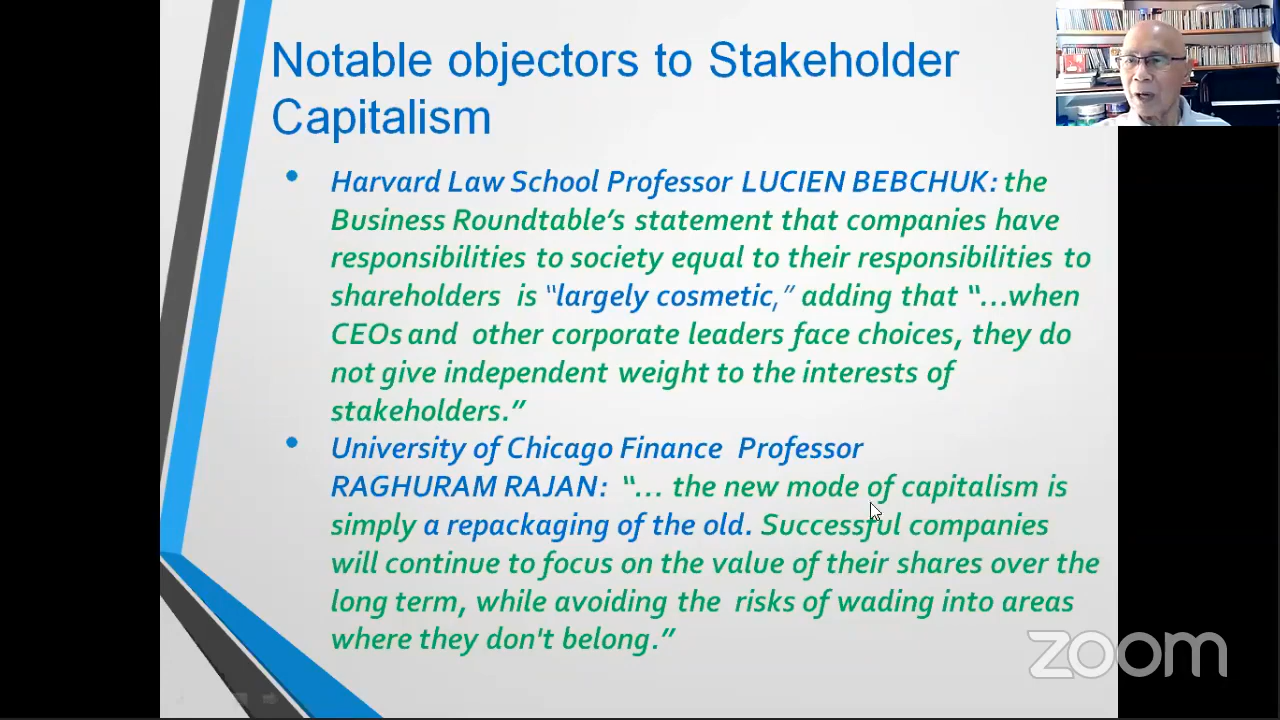 Notable objectors to Stakeholder
Capitalism
• Harvard Law School Professor LUCIEN BEBCHUK: the
Business Roundtable’s statement that companies have
responsibilities to society equal to their responsibilities to
shareholders is “largely cosmetic,” adding that “…when
CEOs and other corporate leaders face choices, they do
not give independent weight to the interests of
stakeholders.”
• University of Chicago Finance Professor
RAGHURAM RAJAN: “… the new mode of capitalism is
simply a repackaging of the old. Successful companies
will continue to focus on the value of their shares over the
long term, while avoiding the risks of wading into areas
where they don't belong.”
zoom